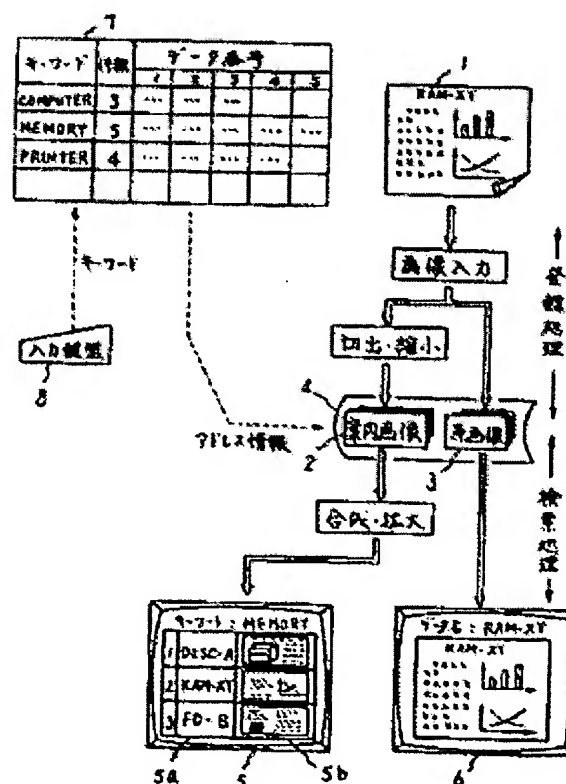 7
キーワード 件数 データ番号
1 2 3 4 5
COMPUTER 3 --- --- ---
MEMORY 5 --- --- --- --- ---
PRINTER 4 --- --- --- ---
キーワード
入力装置
8
アドレス情報
1
RAM-XY
画像入力
切出・縮小
登録処理
4
案内画像
2
原画像
3
検索処理
合成・拡大
キーワード:MEMORY
1 DISC-A
2 RAM-XY
3 FD-B
5a 5 5b
データ名:RAM-XY
RAM-XY
6